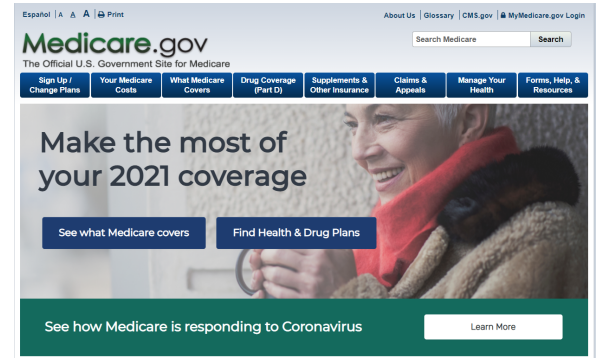 Español | A A A | Print
About Us | Glossary | CMS.gov | MyMedicare.gov Login
Medicare.gov
Search Medicare
Search
The Official U.S. Government Site for Medicare
Sign Up /
Change Plans
Your Medicare
Costs
What Medicare
Covers
Drug Coverage
(Part D)
Supplements &
Other Insurance
Claims &
Appeals
Manage Your
Health
Forms, Help, &
Resources
Make the most of
your 2021 coverage
See what Medicare covers
Find Health & Drug Plans
See how Medicare is responding to Coronavirus
Learn More